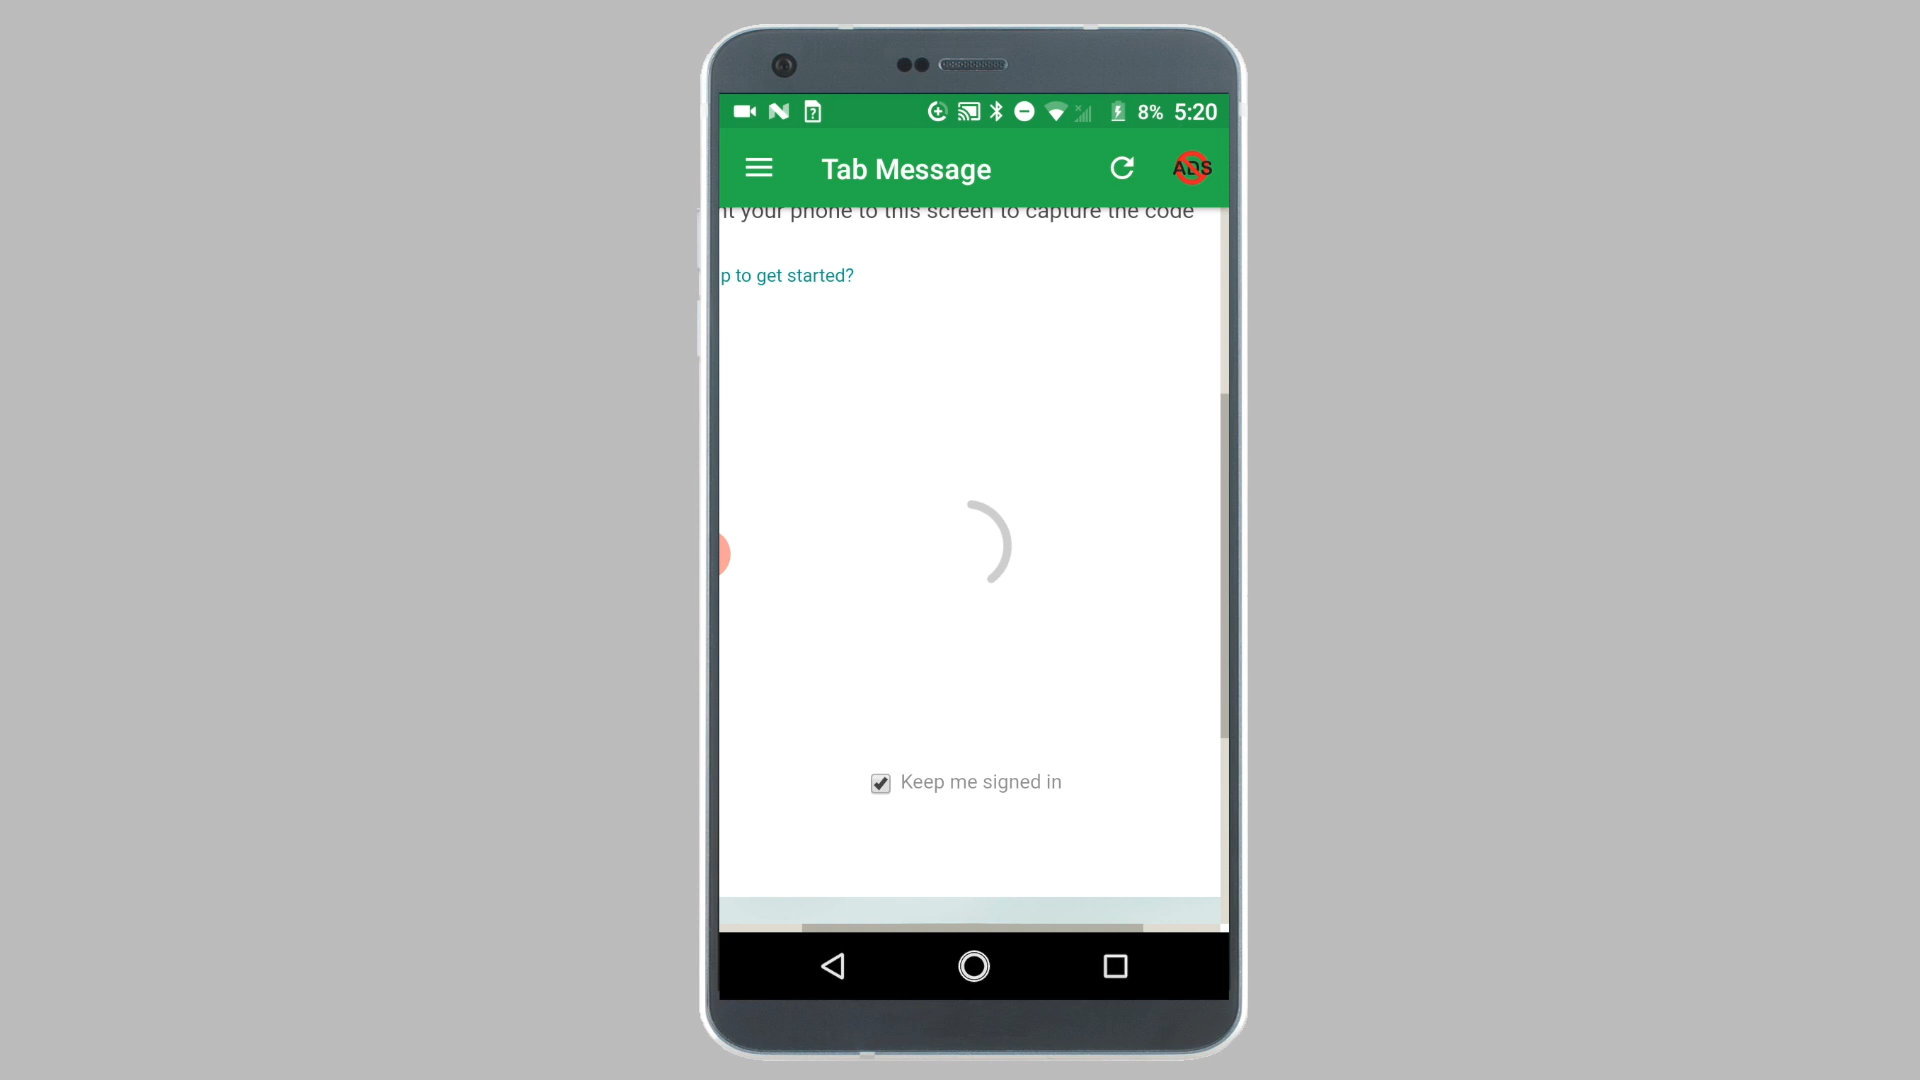 8% 5:20
Tab Message
ADS
your phone to this screen to capture the code
p to get started?
Keep me signed in